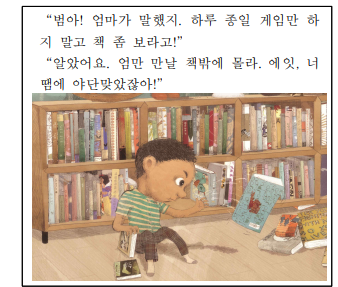 “범아! 엄마가 말했지. 하루 종일 게임만 하
지 말고 책 좀 보라고!”
“알았어요. 엄만 만날 책밖에 몰라. 에잇, 너
땜에 야단맞았잖아!”